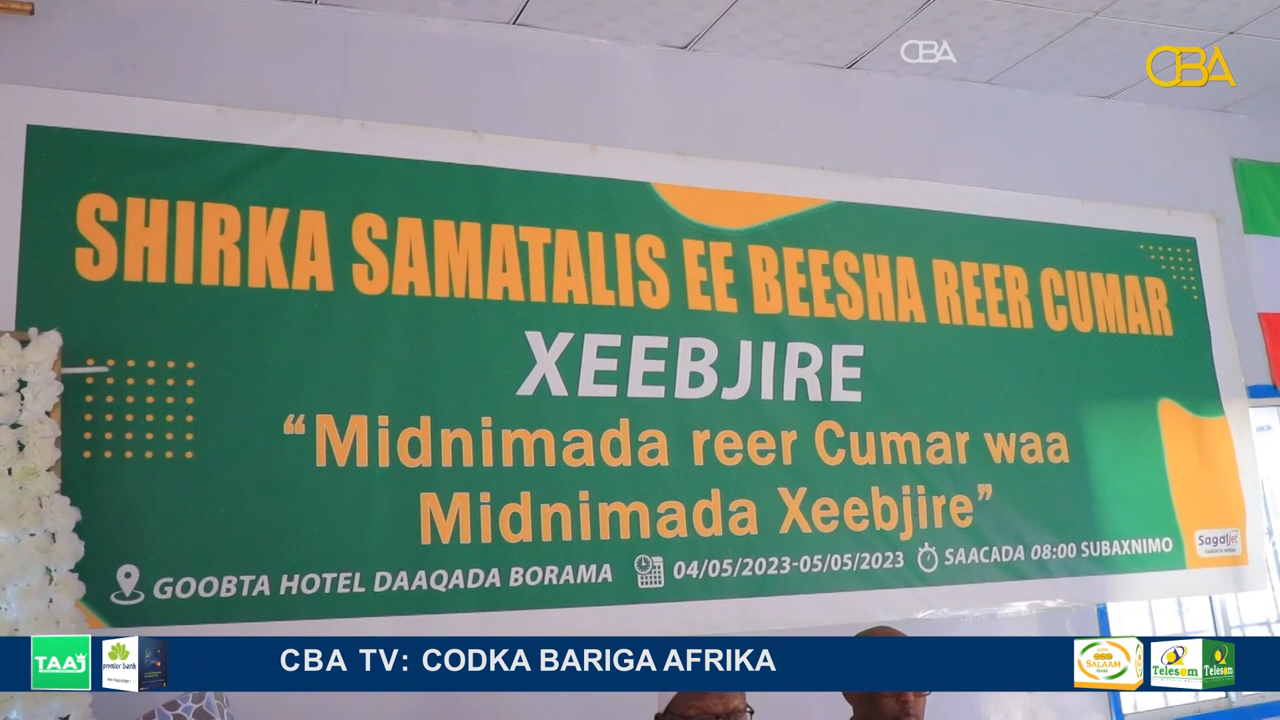 CBA
CBA
SHIRKA SAMATALIS EE BEESHA REER CUMAR
XEEBJIRE
“Midnimada reer Cumar waa
Midnimada Xeebjire”
GOOBTA HOTEL DAAQADA BORAMA
04/05/2023-05/05/2023
SAACADA 08:00 SUBAXNIMO
Sagaljet
TAAJ
premier bank
CBA TV: CODKA BARIGA AFRIKA
SALAAM
Telesom
Telesom